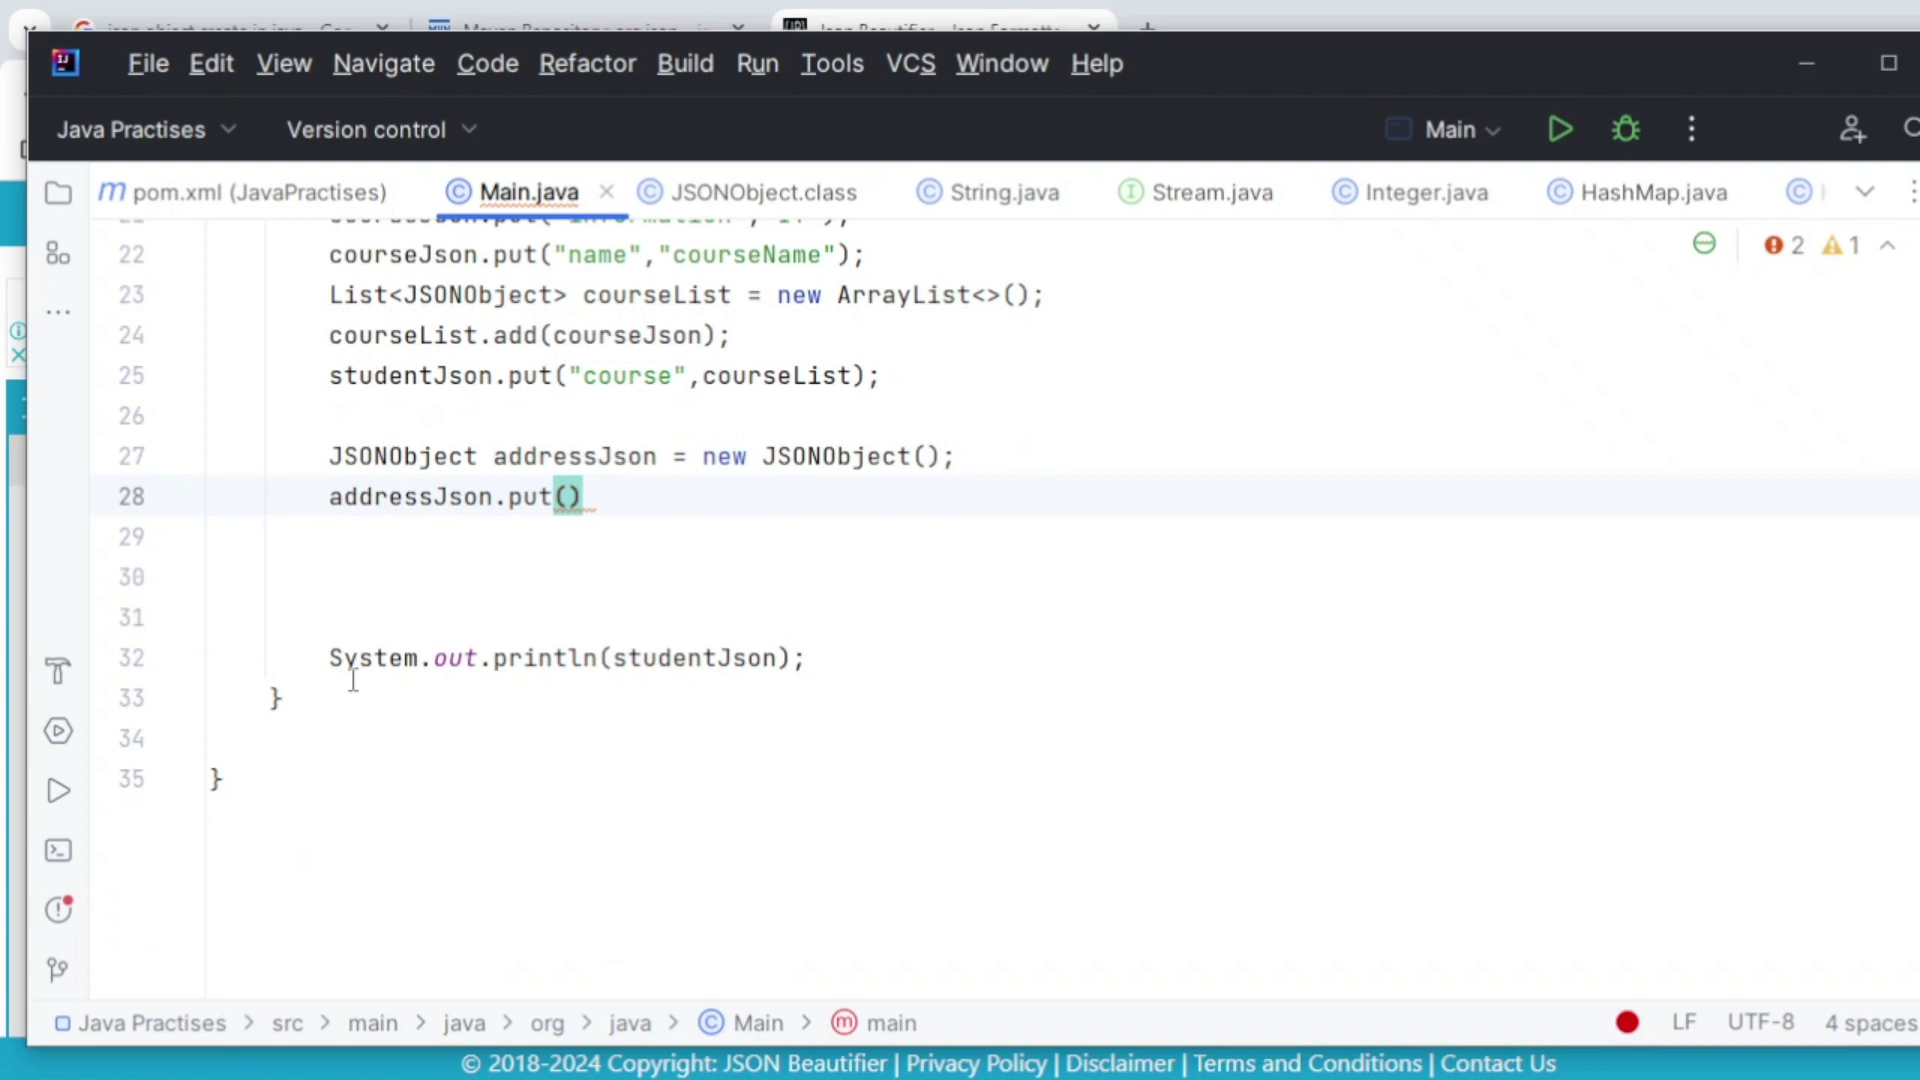 File Edit View Navigate Code Refactor Build Run Tools VCS Window Help
Java Practises Version control Main
pom.xml (JavaPractises) Main.java JSONObject.class String.java Stream.java Integer.java HashMap.java
22 courseJson.put("name","courseName"); 2 1
23 List<JSONObject> courseList = new ArrayList<>();
24 courseList.add(courseJson);
25 studentJson.put("course",courseList);
26
27 JSONObject addressJson = new JSONObject();
28 addressJson.put()
29
30
31
32 System.out.println(studentJson);
33 }
34
35 }
Java Practises > src > main > java > org > java > Main > main LF UTF-8 4 spaces
© 2018-2024 Copyright: JSON Beautifier | Privacy Policy | Disclaimer | Terms and Conditions | Contact Us